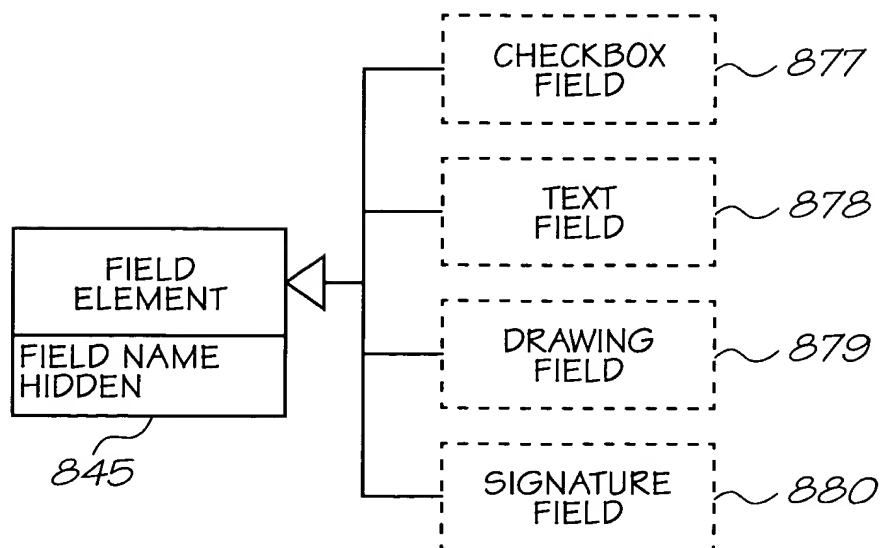 FIELD
ELEMENT
FIELD NAME
HIDDEN
845
CHECKBOX
FIELD
877
TEXT
FIELD
878
DRAWING
FIELD
879
SIGNATURE
FIELD
880